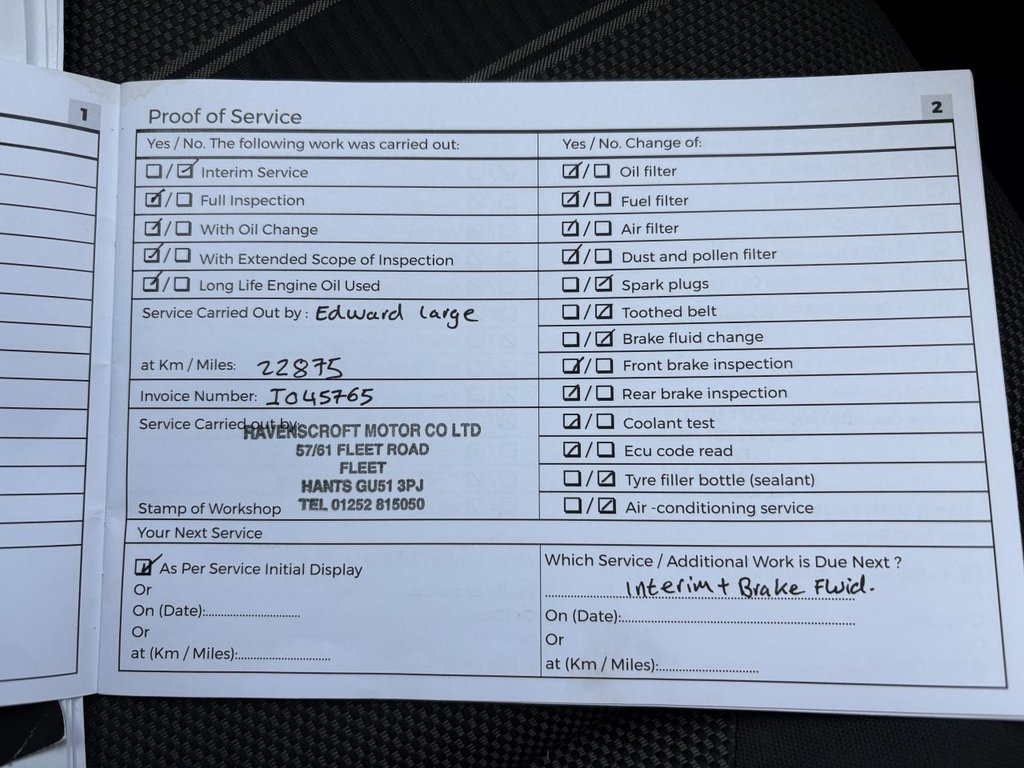 1
2
Proof of Service
Yes / No. The following work was carried out:
/ Interim Service
/ Full Inspection
/ With Oil Change
/ With Extended Scope of Inspection
/ Long Life Engine Oil Used
Service Carried Out by : Edward Large
at Km / Miles: 22875
Invoice Number: I045765
Service Carried out by:
RAVENSCROFT MOTOR CO LTD
57/61 FLEET ROAD
FLEET
HANTS GU51 3PJ
TEL 01252 815050
Stamp of Workshop
Yes / No. Change of:
/ Oil filter
/ Fuel filter
/ Air filter
/ Dust and pollen filter
/ Spark plugs
/ Toothed belt
/ Brake fluid change
/ Front brake inspection
/ Rear brake inspection
/ Coolant test
/ Ecu code read
/ Tyre filler bottle (sealant)
/ Air -conditioning service
Your Next Service
As Per Service Initial Display
Or
On (Date):
Or
at (Km / Miles):
Which Service / Additional Work is Due Next ?
Interim + Brake Fluid.
On (Date):
Or
at (Km / Miles):